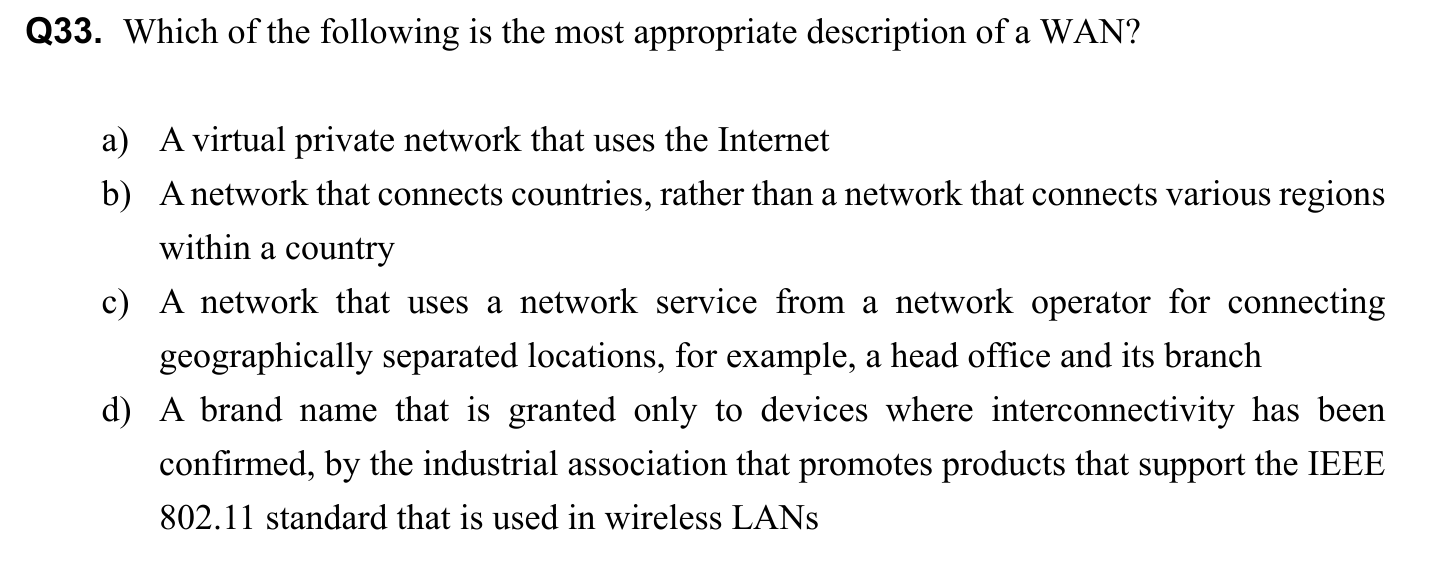 Q33. Which of the following is the most appropriate description of a WAN?
a) A virtual private network that uses the Internet
b) A network that connects countries, rather than a network that connects various regions
within a country
c) A network that uses a network service from a network operator for connecting
geographically separated locations, for example, a head office and its branch
d) A brand name that is granted only to devices where interconnectivity has been
confirmed, by the industrial association that promotes products that support the IEEE
802.11 standard that is used in wireless LANs